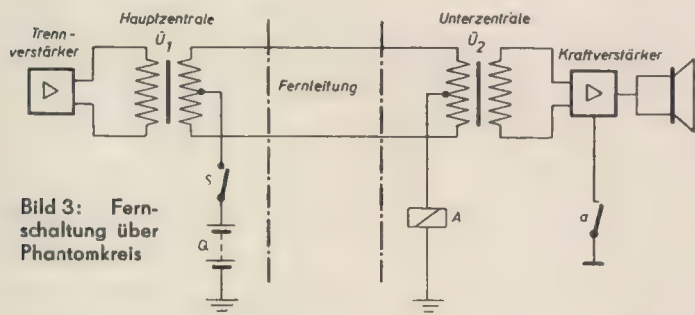 Hauptzentrale
Ü1
Trenn-
verstärker
Fernleitung
Unterzentrale
Ü2
Kraftverstärker
S
Q
A
a
Bild 3: Fern-
schaltung über
Phantomkreis